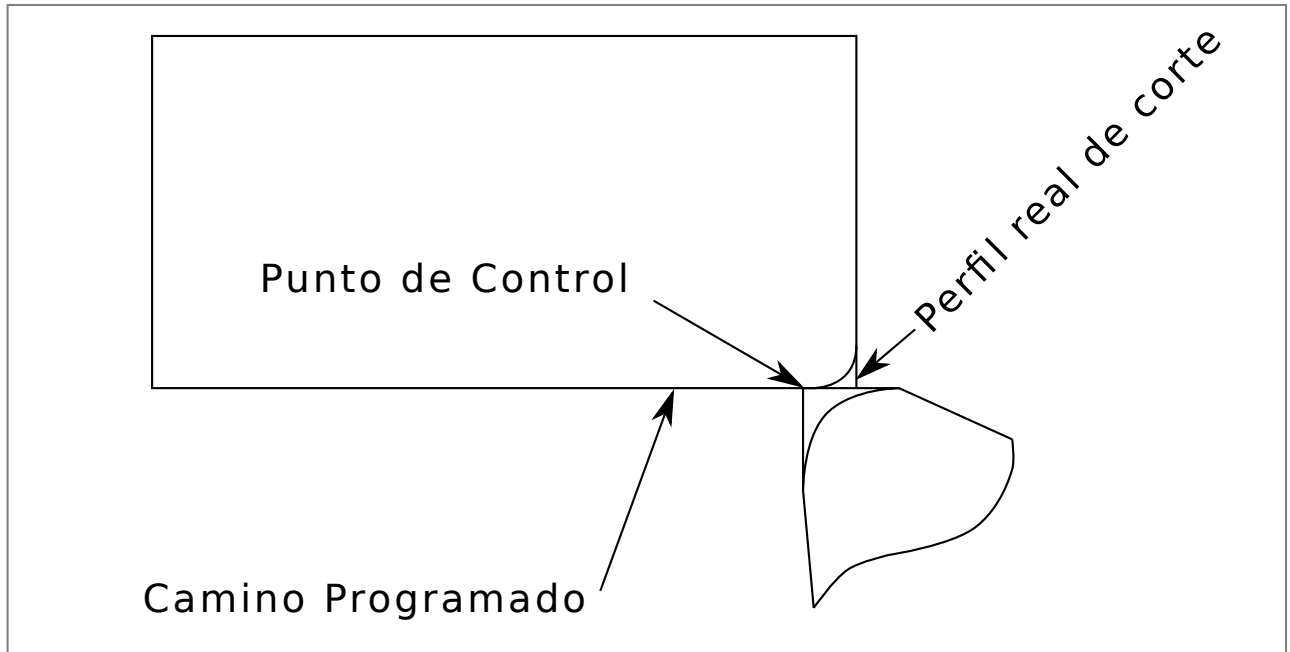 Perfil real de corte
Punto de Control
Camino Programado